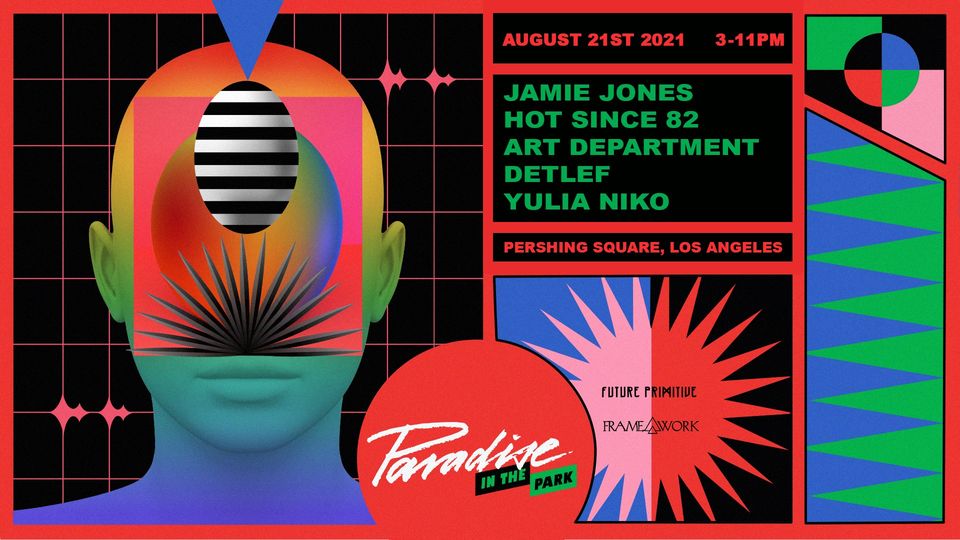 AUGUST 21ST 2021 3-11PM
JAMIE JONES
HOT SINCE 82
ART DEPARTMENT
DETLEF
YULIA NIKO
PERSHING SQUARE, LOS ANGELES
FUTURE PRIMITIVE
FRAMEWORK
Paradise
IN THE PARK